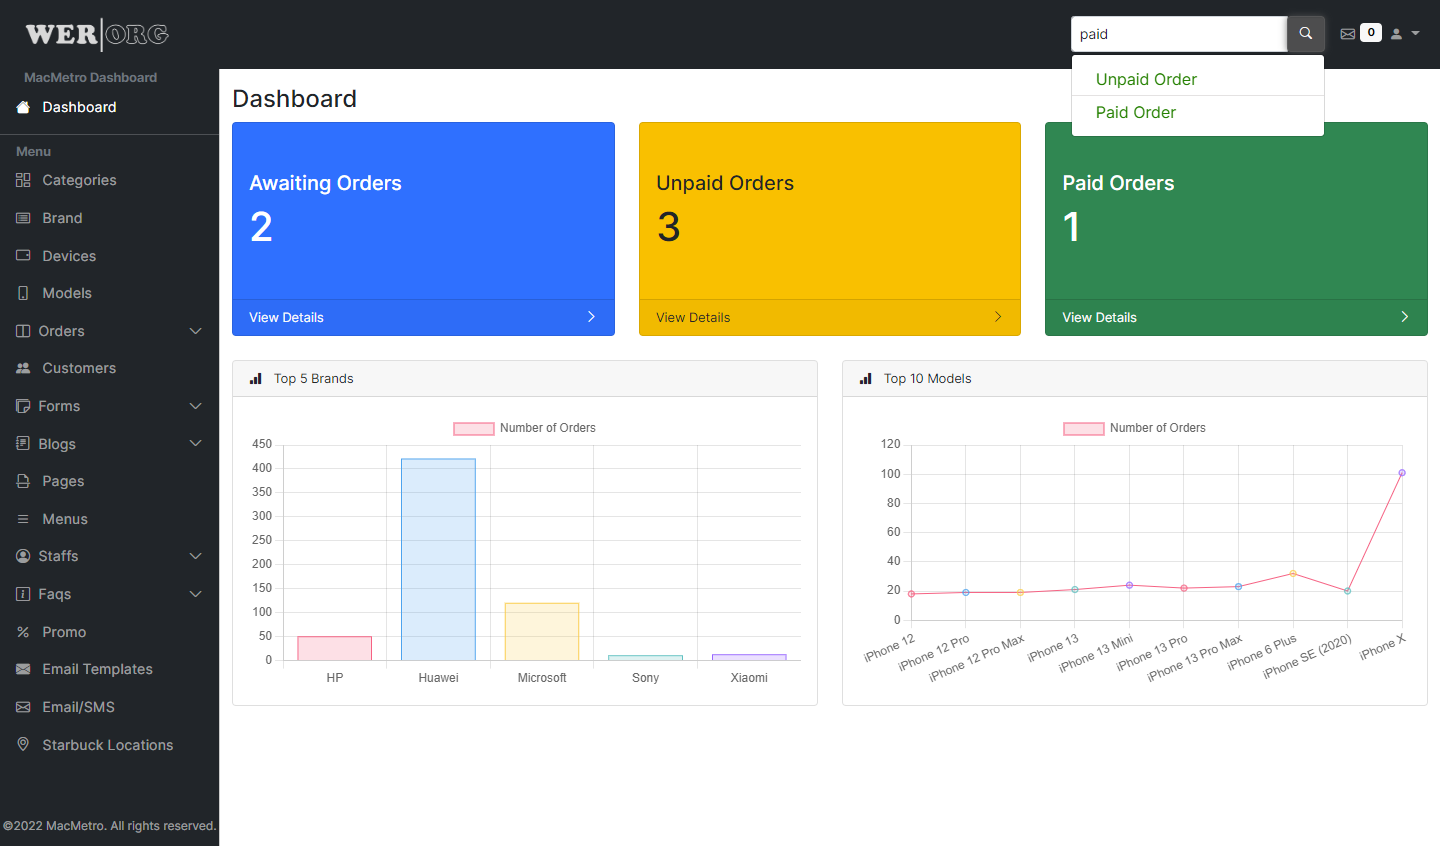 WER|ORG
paid
0
Unpaid Order
Paid Order
MacMetro Dashboard
Dashboard
Menu
Categories
Brand
Devices
Models
Orders
Customers
Forms
Blogs
Pages
Menus
Staffs
Faqs
Promo
Email Templates
Email/SMS
Starbuck Locations
©2022 MacMetro. All rights reserved.
Dashboard
Awaiting Orders
2
View Details
Unpaid Orders
3
View Details
Paid Orders
1
View Details
Top 5 Brands
Number of Orders
450
400
350
300
250
200
150
100
50
0
HP
Huawei
Microsoft
Sony
Xiaomi
Top 10 Models
Number of Orders
120
100
80
60
40
20
0
iPhone 12
iPhone 12 Pro
iPhone 12 Pro Max
iPhone 13
iPhone 13 Mini
iPhone 13 Pro
iPhone 13 Pro Max
iPhone 6 Plus
iPhone SE (2020)
iPhone X